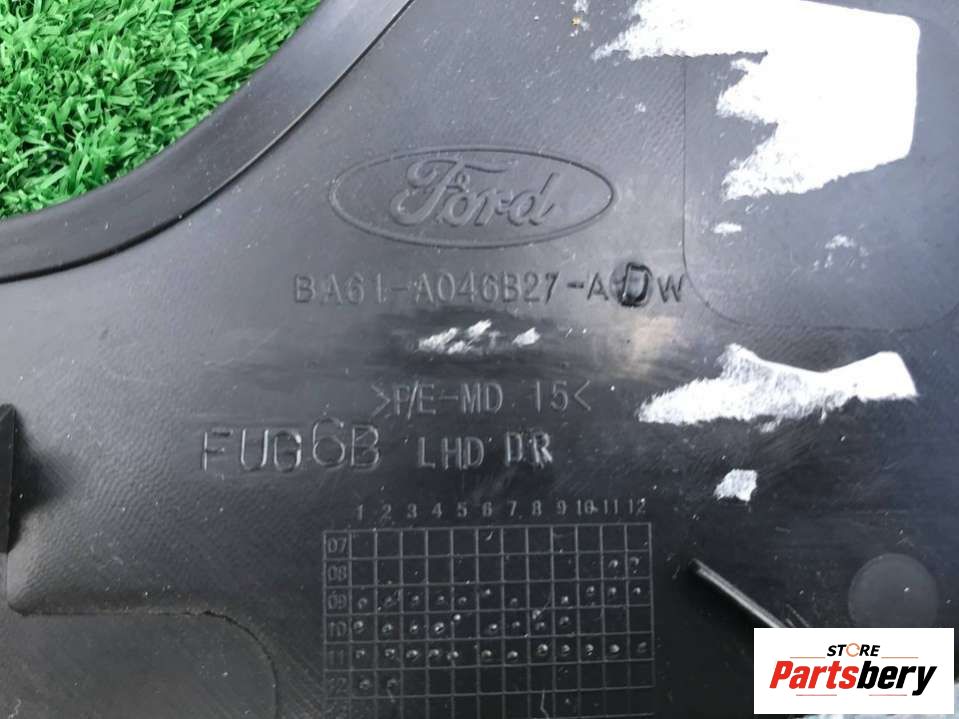 Ford
BA61-A046B27-ADW
>P/E-MD 15<
FUG6B LHD DR
1 2 3 4 5 6 7 8 9 10 11 12
07
08
09
10
11
12
STORE
Partsbery